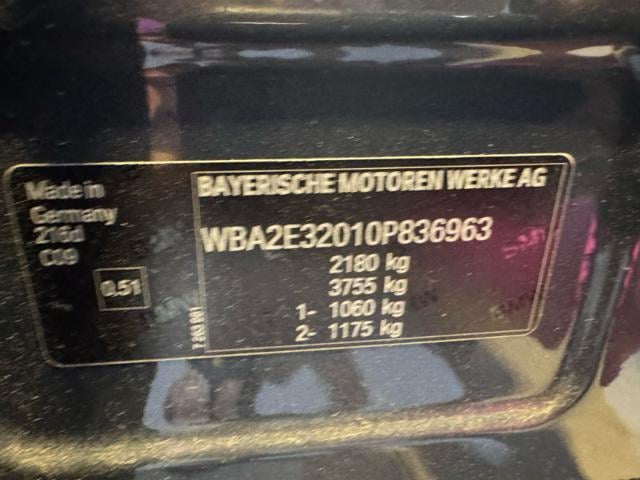 Made in
Germany
216d
C19
0.51
BAYERISCHE MOTOREN WERKE AG
WBA2E32010P836963
2180 kg
3755 kg
1- 1060 kg
2- 1175 kg